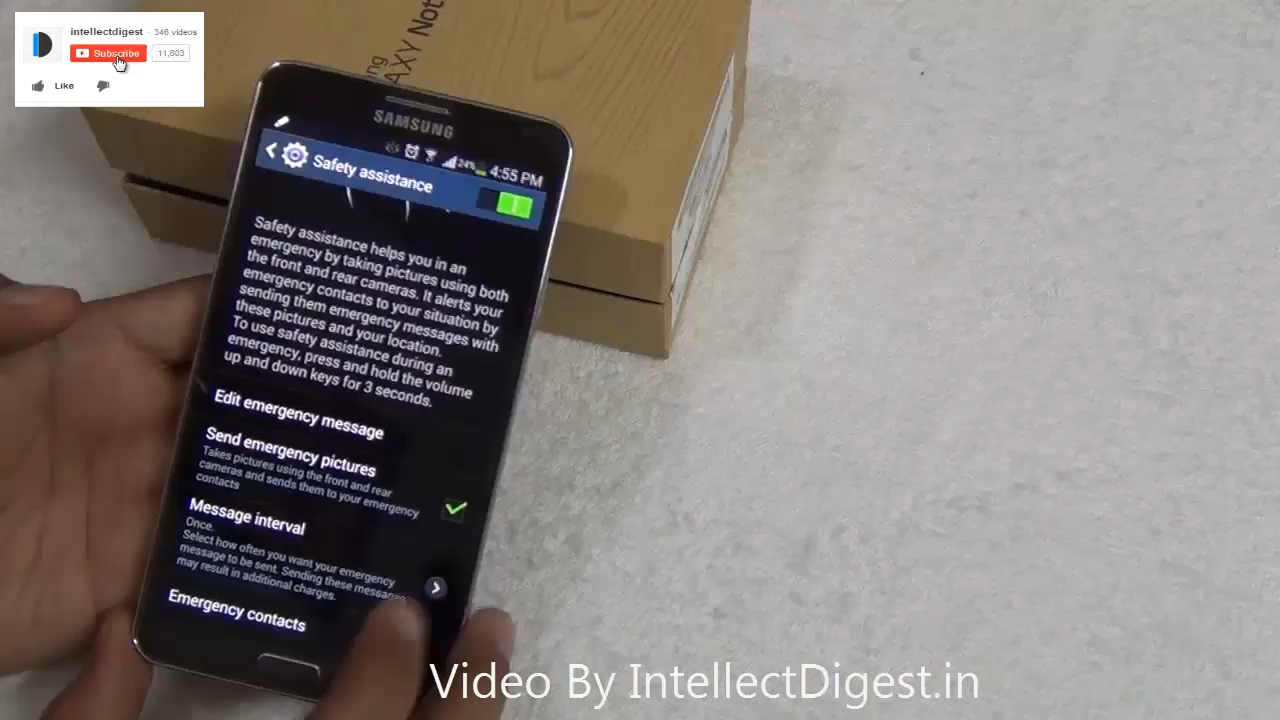 intellectdigest · 346 videos
Subscribe 11,603
Like
AXY Not
SAMSUNG
24% 4:55 PM
Safety assistance
Safety assistance helps you in an
emergency by taking pictures using both
the front and rear cameras. It alerts your
emergency contacts to your situation by
sending them emergency messages with
these pictures and your location.
To use safety assistance during an
emergency, press and hold the volume
up and down keys for 3 seconds.
Edit emergency message
Send emergency pictures
Takes pictures using the front and rear
cameras and sends them to your emergency
contacts
Message interval
Once.
Select how often you want your emergency
message to be sent. Sending these messages
may result in additional charges.
Emergency contacts
Video By IntellectDigest.in